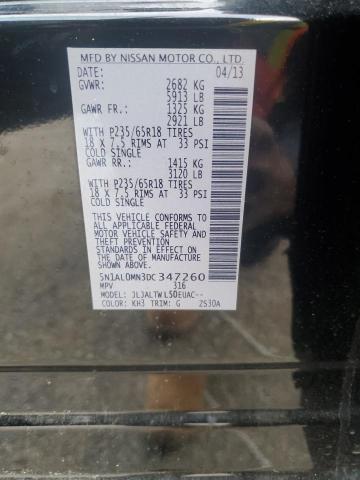 MFD BY NISSAN MOTOR CO., LTD.
DATE: 04/13
GVWR: 2682 KG
5913 LB
GAWR FR.: 1325 KG
2921 LB
WITH P235/65R18 TIRES
18 X 7.5 RIMS AT 33 PSI
COLD SINGLE
GAWR RR.: 1415 KG
3120 LB
WITH P235/65R18 TIRES
18 X 7.5 RIMS AT 33 PSI
COLD SINGLE
THIS VEHICLE CONFORMS TO
ALL APPLICABLE FEDERAL
MOTOR VEHICLE SAFETY AND
THEFT PREVENTION
STANDARDS IN EFFECT ON
THE DATE OF MANUFACTURE
SHOWN ABOVE.
5N1AL0MN3DC347260
MPV 316
MODEL: JL3ALTWL50EUAC--
COLOR: KH3 TRIM: G ZS30A